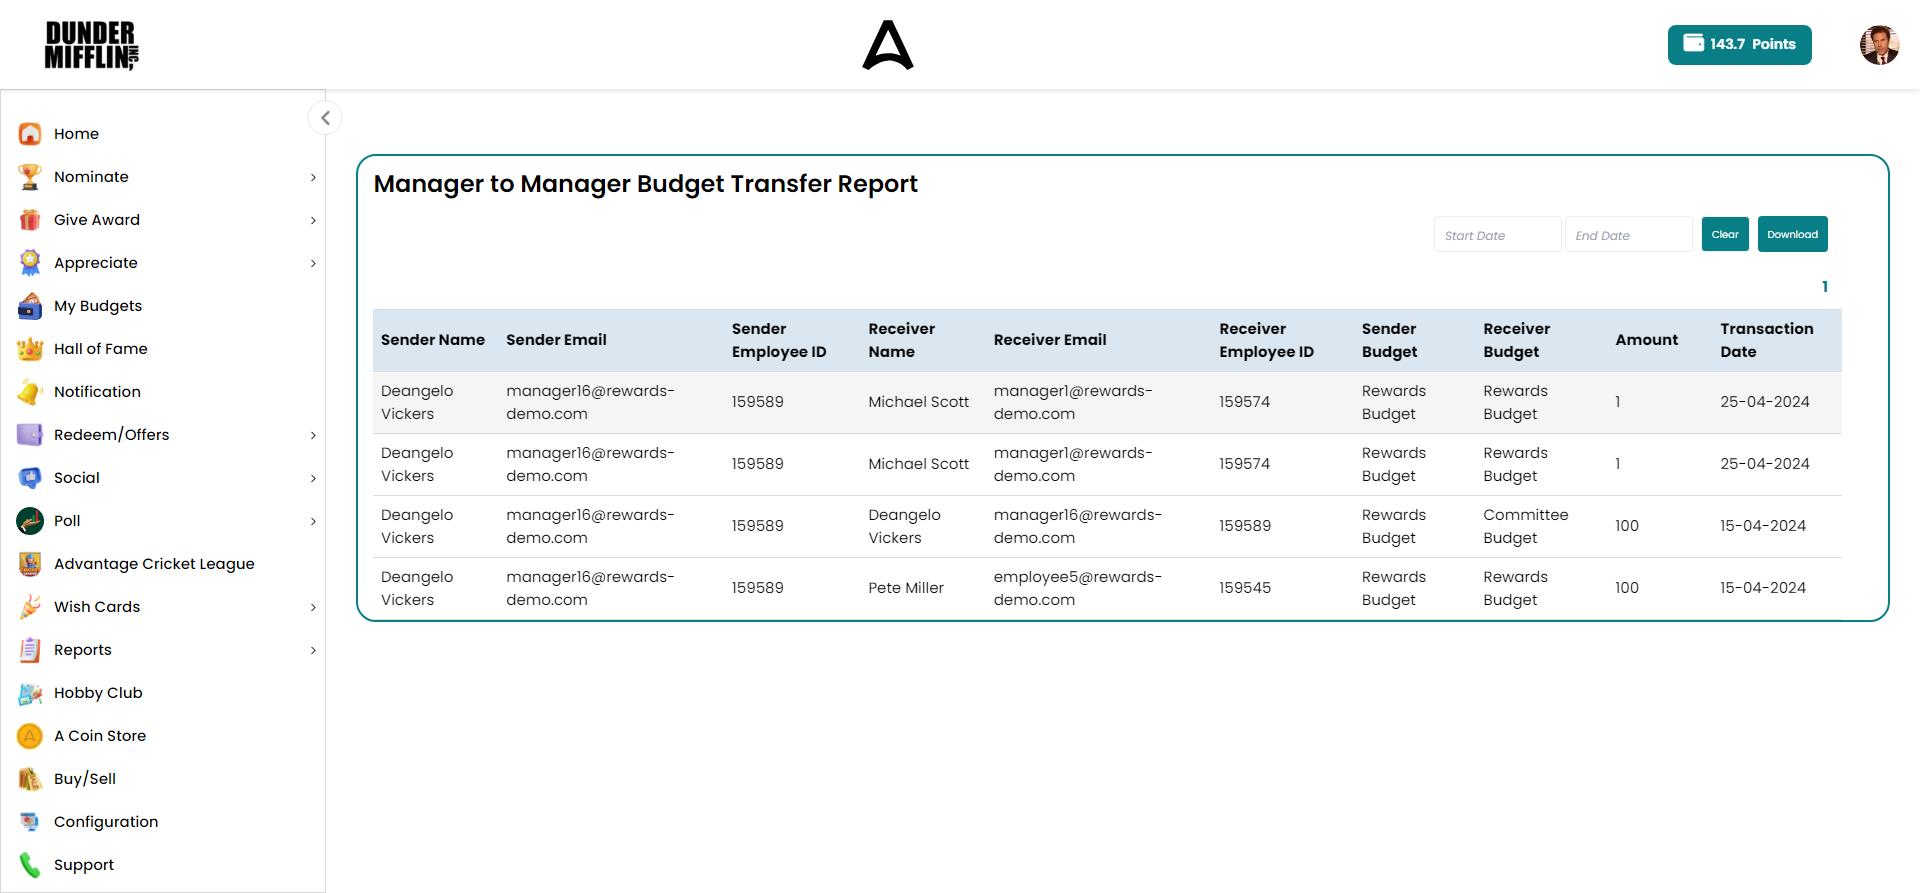 DUNDER
MIFFLIN INC,
143.7 Points
Home
Nominate
Give Award
Appreciate
My Budgets
Hall of Fame
Notification
Redeem/Offers
Social
Poll
Advantage Cricket League
Wish Cards
Reports
Hobby Club
A Coin Store
Buy/Sell
Configuration
Support
Manager to Manager Budget Transfer Report
Start Date End Date Clear Download
1
Sender Name Sender Email Sender Employee ID Receiver Name Receiver Email Receiver Employee ID Sender Budget Receiver Budget Amount Transaction Date
Deangelo Vickers manager16@rewards-demo.com 159589 Michael Scott manager1@rewards-demo.com 159574 Rewards Budget Rewards Budget 1 25-04-2024
Deangelo Vickers manager16@rewards-demo.com 159589 Michael Scott manager1@rewards-demo.com 159574 Rewards Budget Rewards Budget 1 25-04-2024
Deangelo Vickers manager16@rewards-demo.com 159589 Deangelo Vickers manager16@rewards-demo.com 159589 Rewards Budget Committee Budget 100 15-04-2024
Deangelo Vickers manager16@rewards-demo.com 159589 Pete Miller employee5@rewards-demo.com 159545 Rewards Budget Rewards Budget 100 15-04-2024